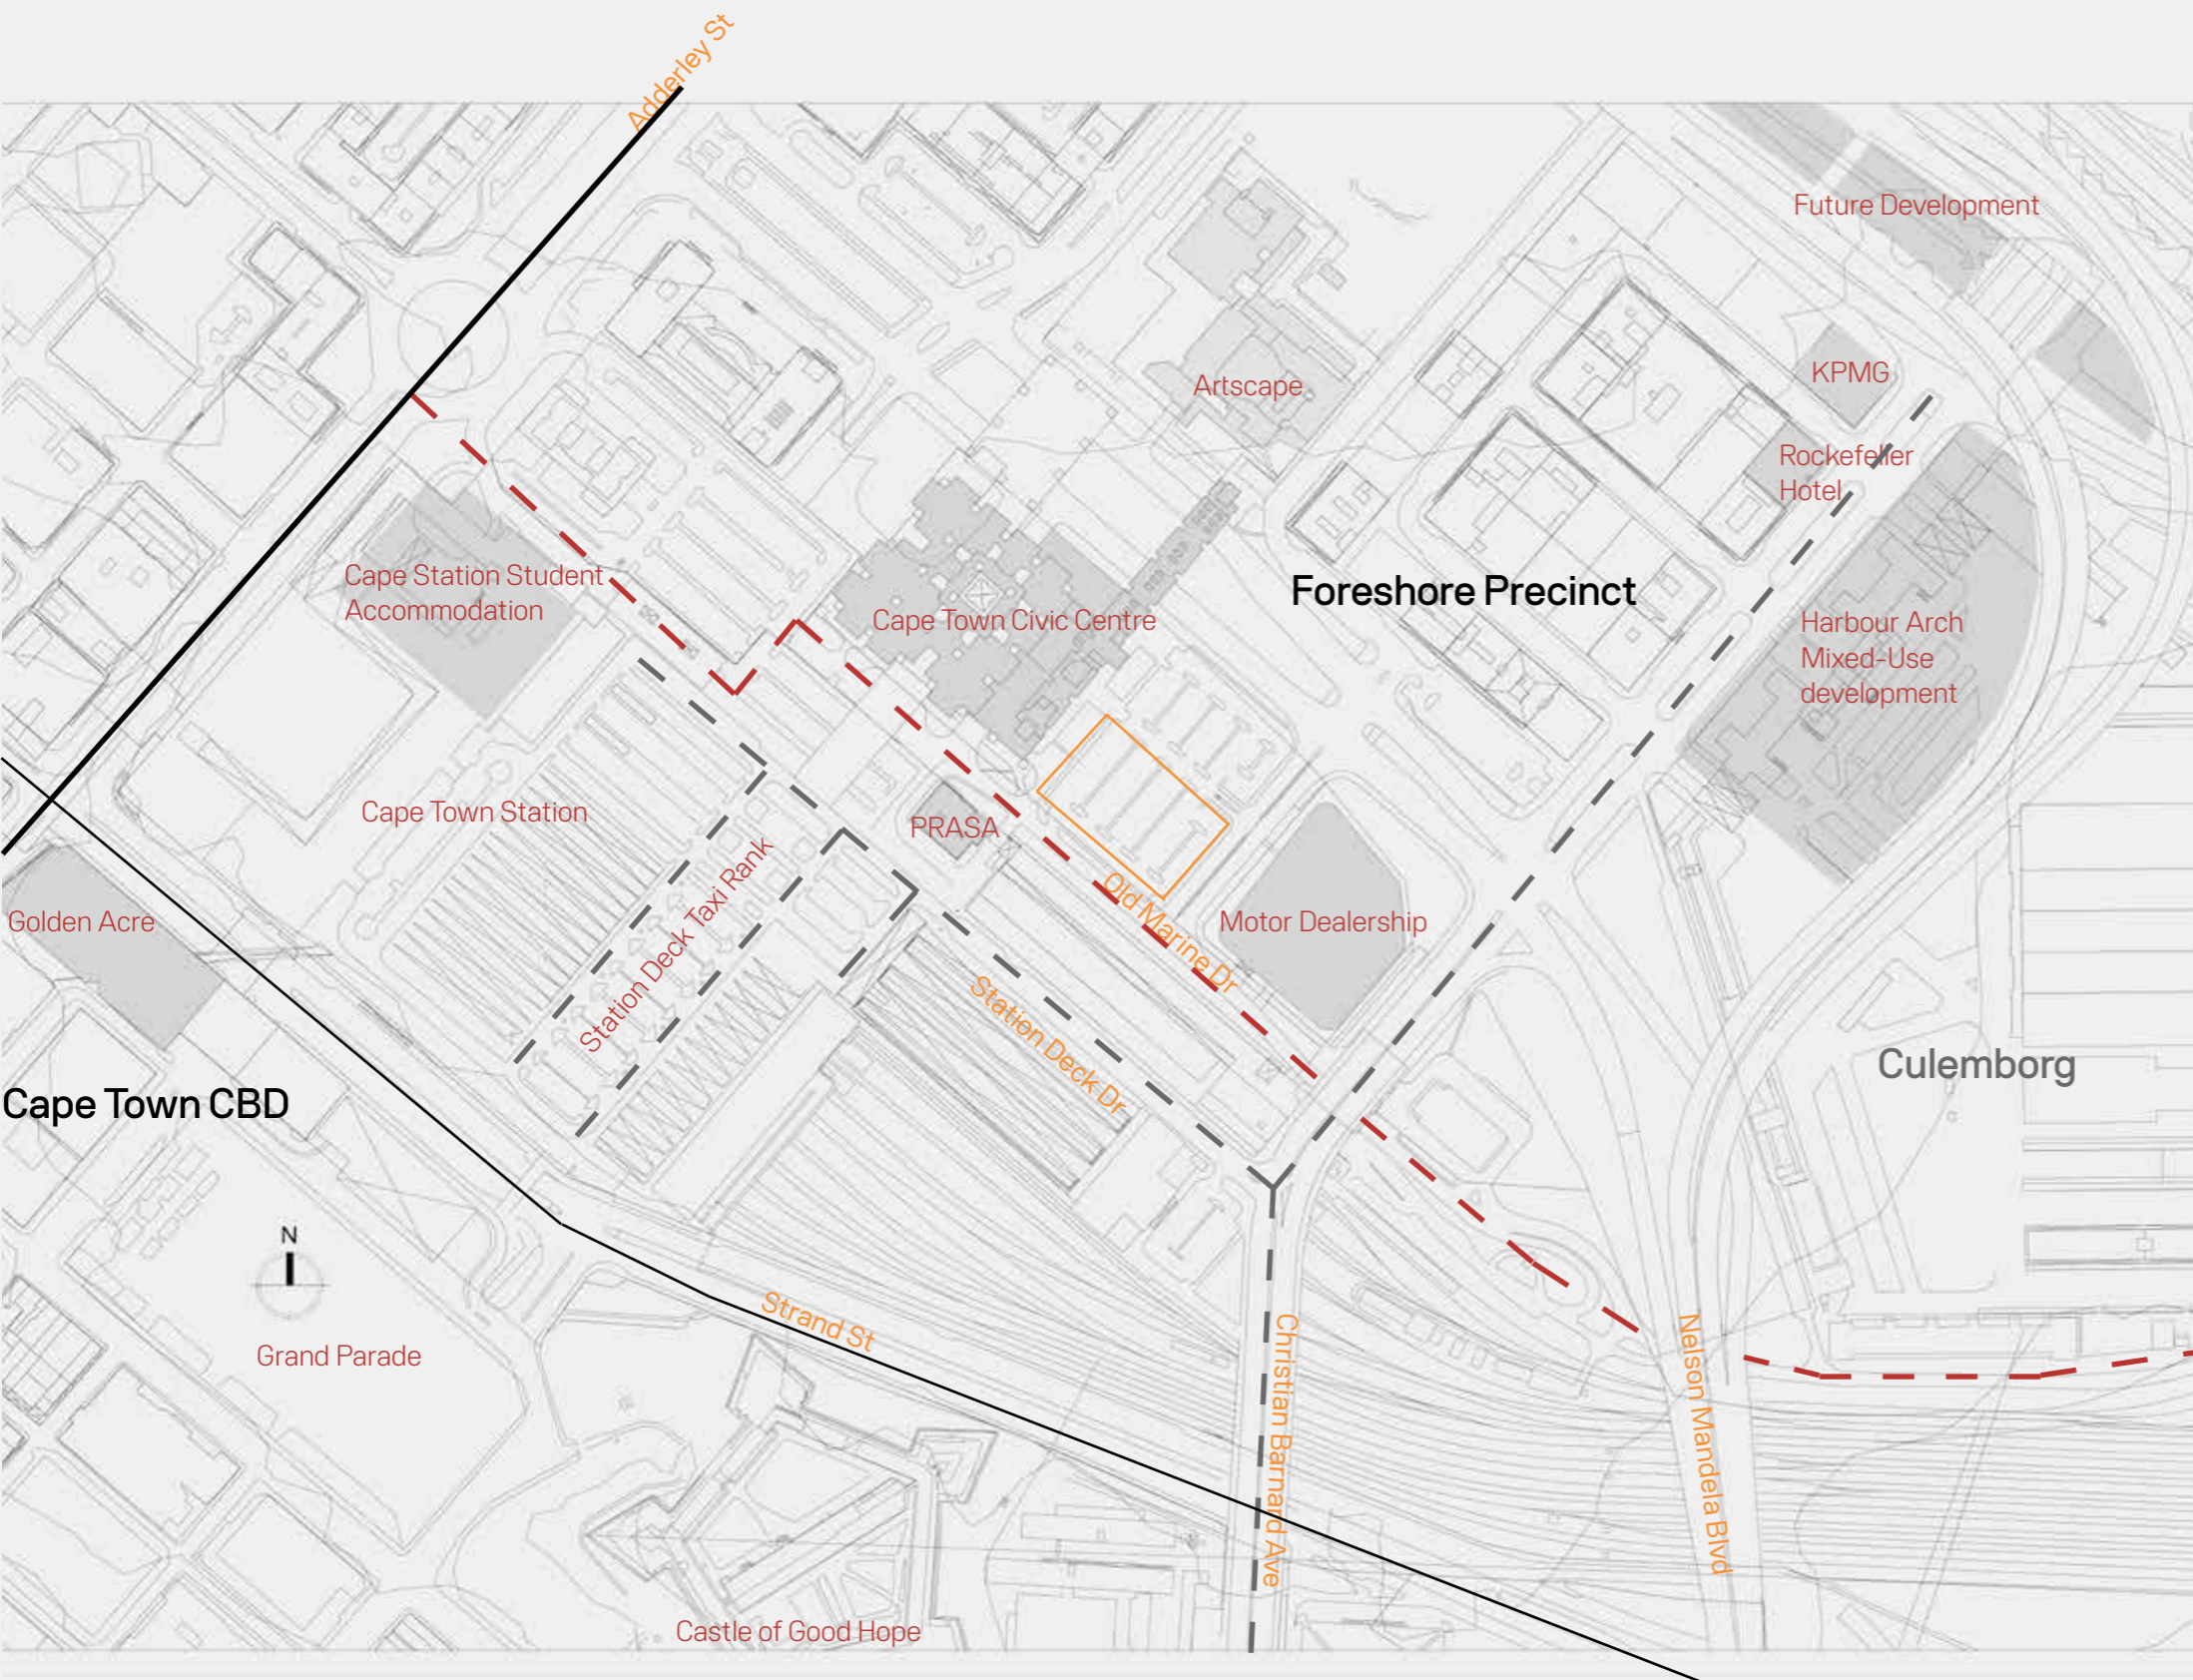 Adderley St
Future Development
KPMG
Artscape
Rockefeller
Hotel
Cape Station Student
Accommodation
Foreshore Precinct
Cape Town Civic Centre
Harbour Arch
Mixed-Use
development
Cape Town Station
PRASA
Station Deck Taxi Rank
Old Marine Dr
Motor Dealership
Golden Acre
Station Deck Dr
Culemborg
Cape Town CBD
N
Strand St
Grand Parade
Christian Barnard Ave
Nelson Mandela Blvd
Castle of Good Hope